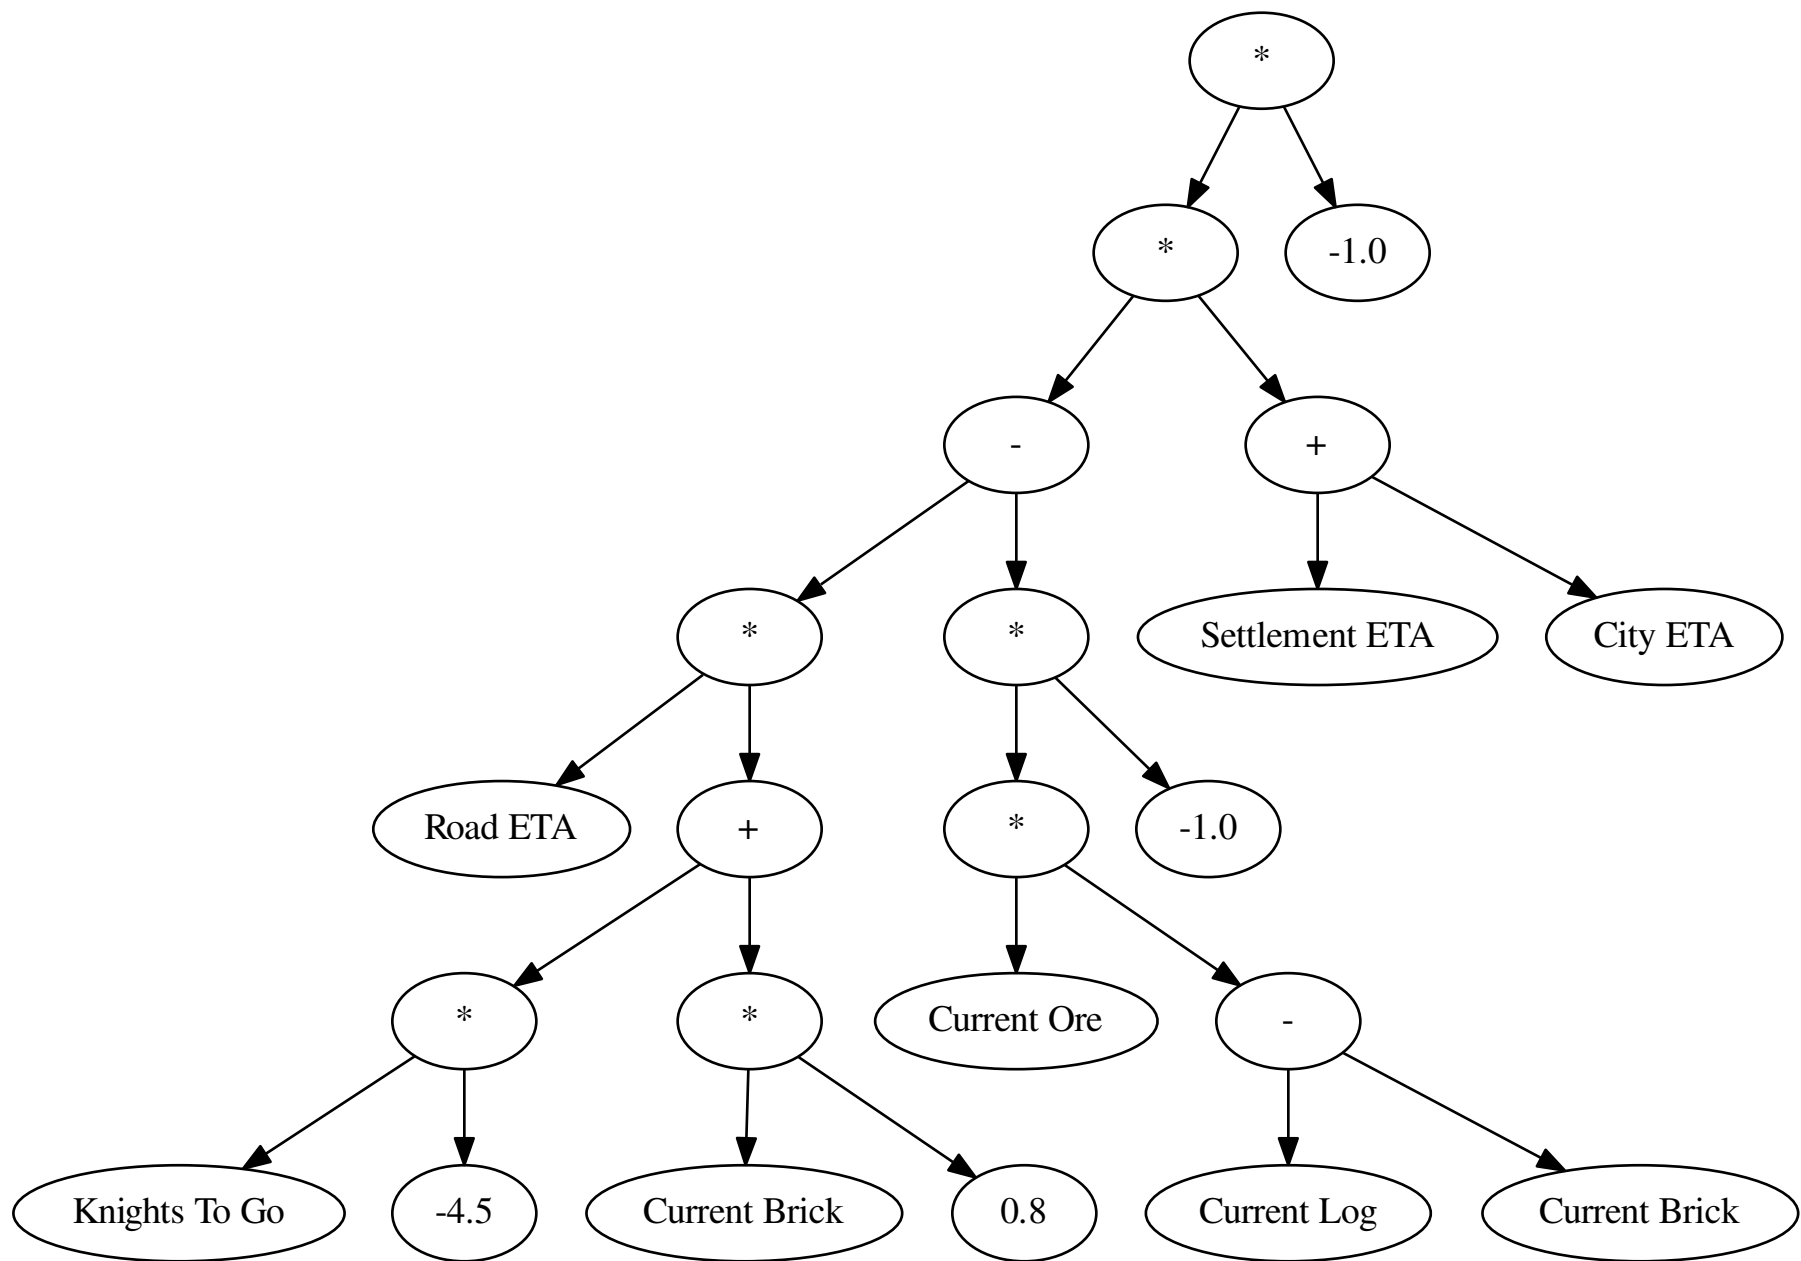 *
*
-1.0
-
+
*
*
Settlement ETA
City ETA
Road ETA
+
*
-1.0
*
*
Current Ore
-
Knights To Go
-4.5
Current Brick
0.8
Current Log
Current Brick